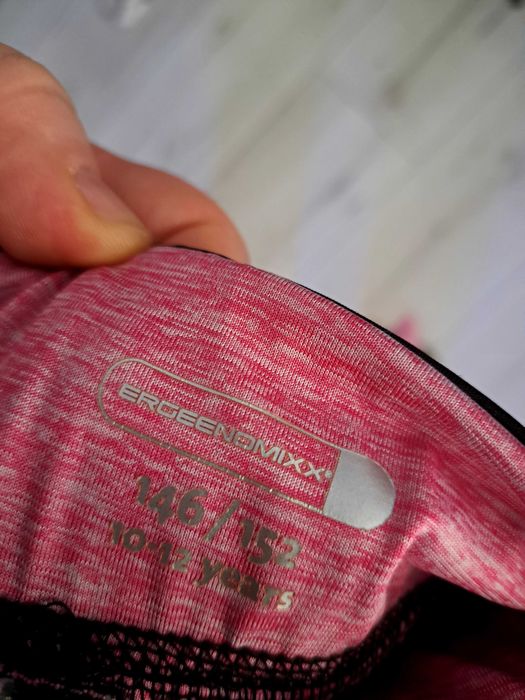 ERGEENOMIXX®
146/152
10-12 years